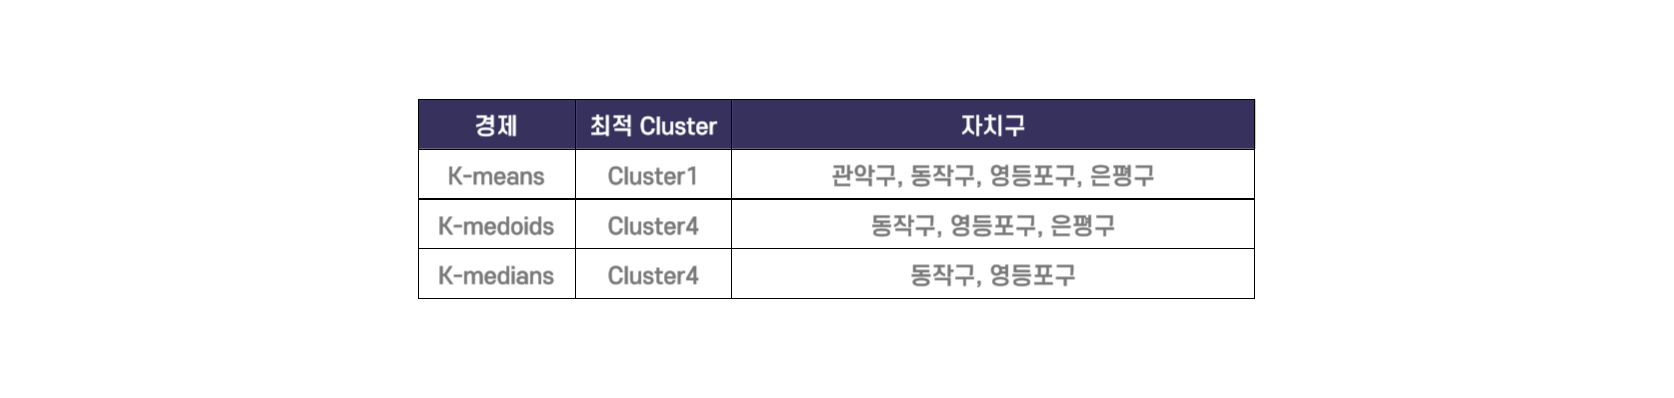 경제 최적 Cluster 자치구
K-means Cluster1 관악구, 동작구, 영등포구, 은평구
K-medoids Cluster4 동작구, 영등포구, 은평구
K-medians Cluster4 동작구, 영등포구